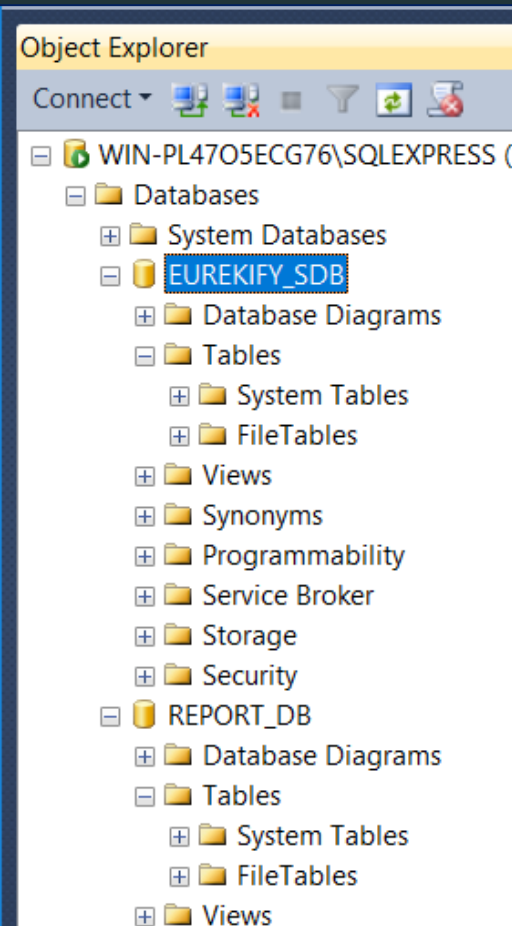 Object Explorer
Connect
WIN-PL47O5ECG76\SQLEXPRESS (
Databases
System Databases
EUREKIFY_SDB
Database Diagrams
Tables
System Tables
FileTables
Views
Synonyms
Programmability
Service Broker
Storage
Security
REPORT_DB
Database Diagrams
Tables
System Tables
FileTables
Views